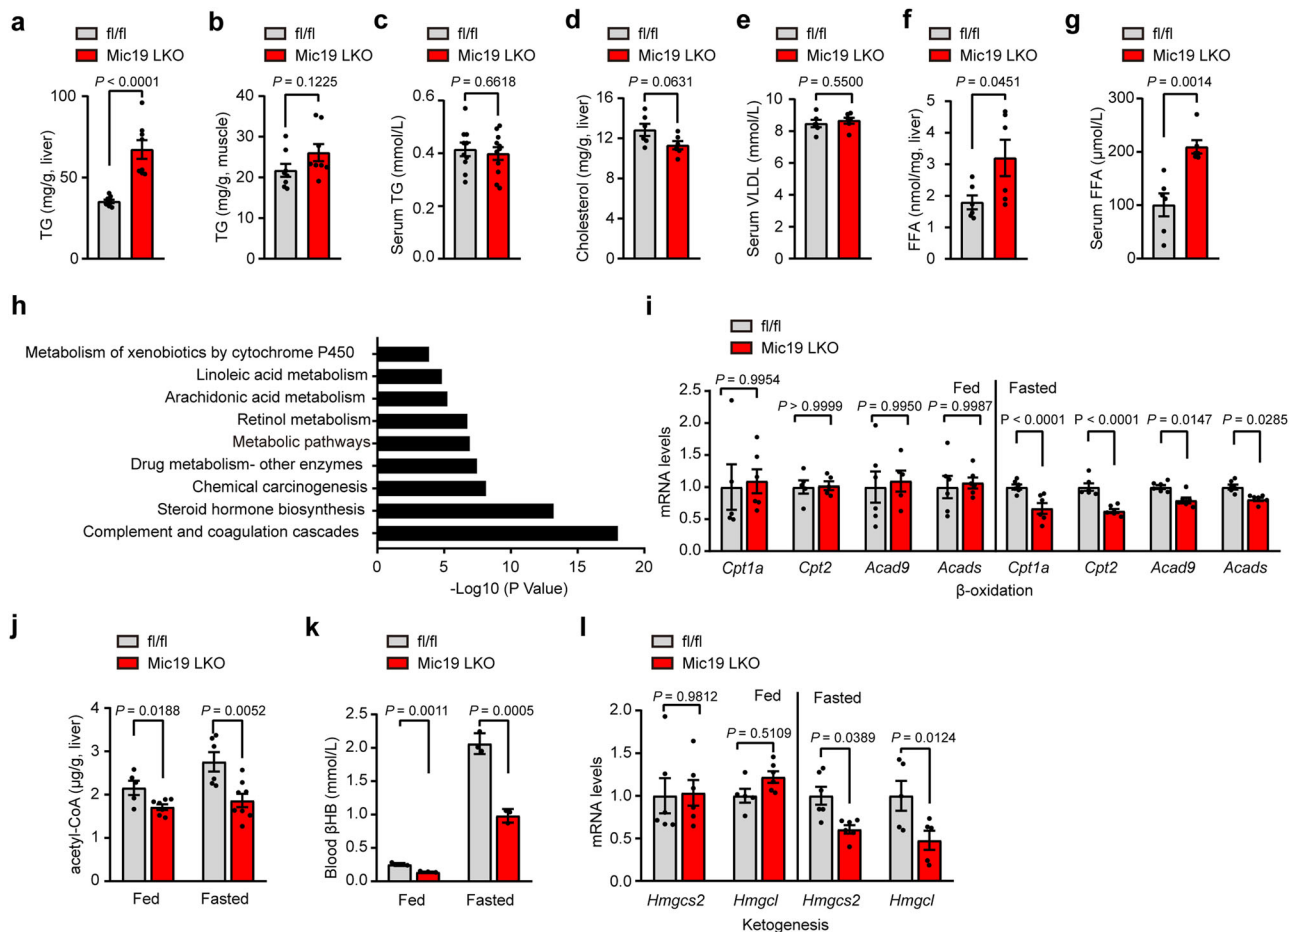 a
fl/fl
Mic19 LKO
P < 0.0001
TG (mg/g, liver)
100
50
0
b
fl/fl
Mic19 LKO
P = 0.1225
TG (mg/g, muscle)
40
30
20
10
0
c
fl/fl
Mic19 LKO
P = 0.6618
Serum TG (mmol/L)
0.6
0.4
0.2
0.0
d
fl/fl
Mic19 LKO
P = 0.0631
Cholesterol (mg/g, liver)
16
12
8
4
0
e
fl/fl
Mic19 LKO
P = 0.5500
Serum VLDL (mmol/L)
10
8
6
4
2
0
f
fl/fl
Mic19 LKO
P = 0.0451
FFA (nmol/mg, liver)
5
4
3
2
1
0
g
fl/fl
Mic19 LKO
P = 0.0014
Serum FFA (μmol/L)
300
200
100
0
h
Metabolism of xenobiotics by cytochrome P450
Linoleic acid metabolism
Arachidonic acid metabolism
Retinol metabolism
Metabolic pathways
Drug metabolism- other enzymes
Chemical carcinogenesis
Steroid hormone biosynthesis
Complement and coagulation cascades
0 5 10 15 20
-Log10 (P Value)
i
fl/fl
Mic19 LKO
Fed Fasted
P = 0.9954
P > 0.9999
P = 0.9950
P = 0.9987
P < 0.0001
P < 0.0001
P = 0.0147
P = 0.0285
mRNA levels
2.5
2.0
1.5
1.0
0.5
0.0
Cpt1a Cpt2 Acad9 Acads Cpt1a Cpt2 Acad9 Acads
β-oxidation
j
fl/fl
Mic19 LKO
P = 0.0188
P = 0.0052
acetyl-CoA (μg/g, liver)
4
3
2
1
0
Fed Fasted
k
fl/fl
Mic19 LKO
P = 0.0011
P = 0.0005
Blood βHB (mmol/L)
2.5
2.0
1.5
1.0
0.5
0.0
Fed Fasted
l
fl/fl
Mic19 LKO
Fed Fasted
P = 0.9812
P = 0.5109
P = 0.0389
P = 0.0124
mRNA levels
2.0
1.5
1.0
0.5
0.0
Hmgcs2 Hmgcl Hmgcs2 Hmgcl
Ketogenesis